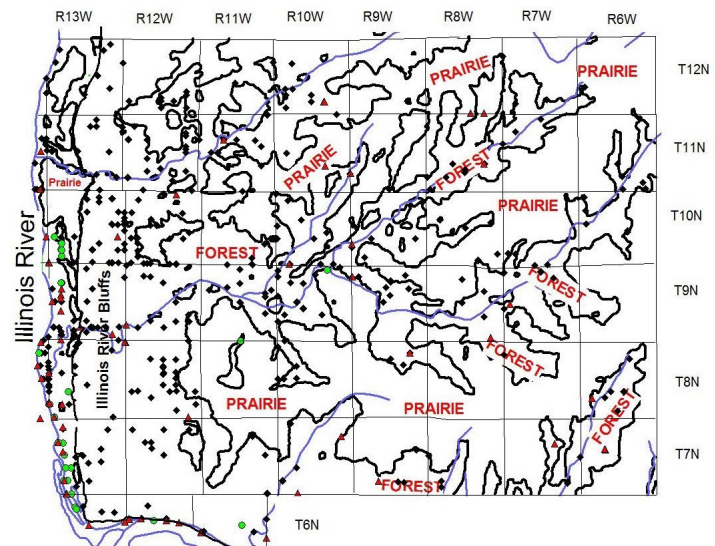 R13W R12W R11W R10W R9W R8W R7W R6W
PRAIRIE
PRAIRIE
T12N
T11N
PRAIRIE
FOREST
Prairie
PRAIRIE
T10N
Illinois River
FOREST
Illinois River Bluffs
FOREST
T9N
FOREST
T8N
PRAIRIE
PRAIRIE
FOREST
T7N
FOREST
T6N